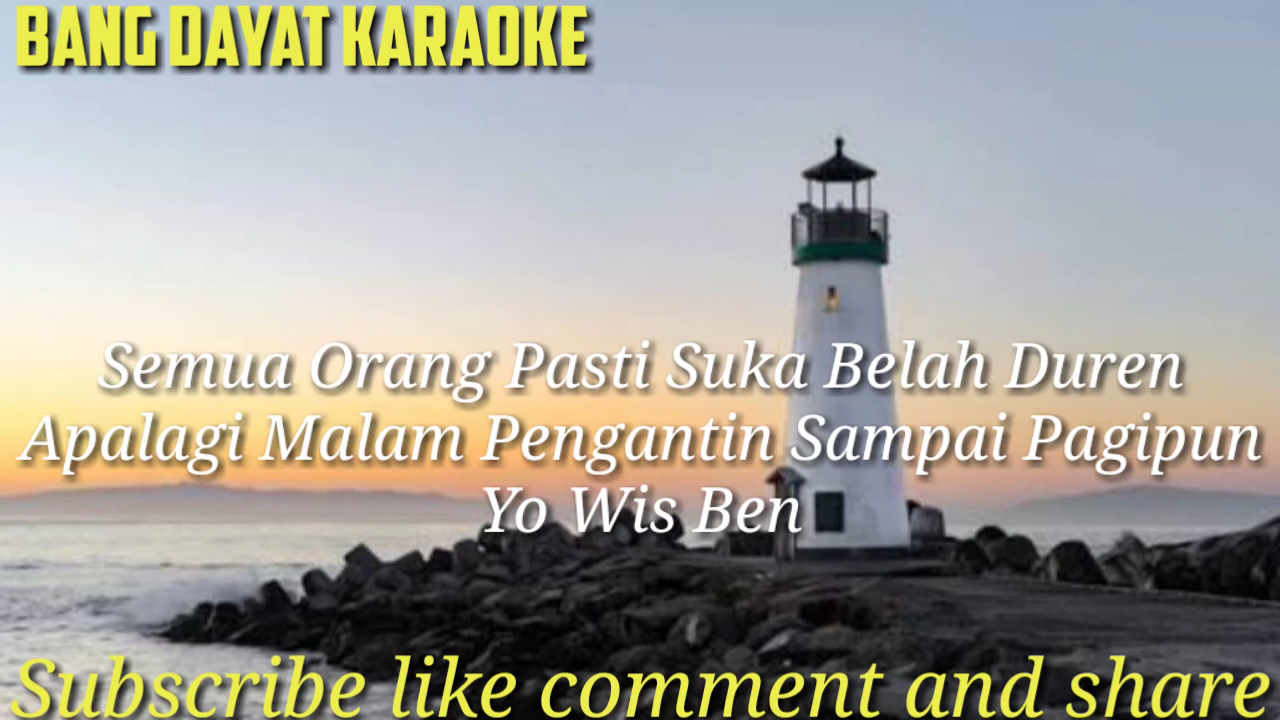 BANG DAYAT KARAOKE
Semua Orang Pasti Suka Belah Duren
Apalagi Malam Pengantin Sampai Pagipun
Yo Wis Ben
Subscribe like comment and share